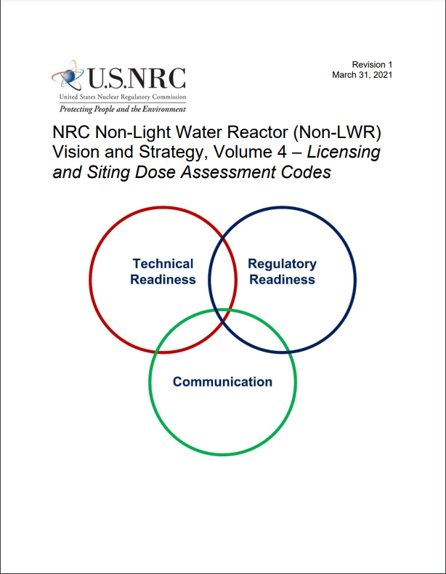 Revision 1
March 31, 2021
U.S.NRC
United States Nuclear Regulatory Commission
Protecting People and the Environment
NRC Non-Light Water Reactor (Non-LWR)
Vision and Strategy, Volume 4 – Licensing
and Siting Dose Assessment Codes
Technical
Readiness
Regulatory
Readiness
Communication